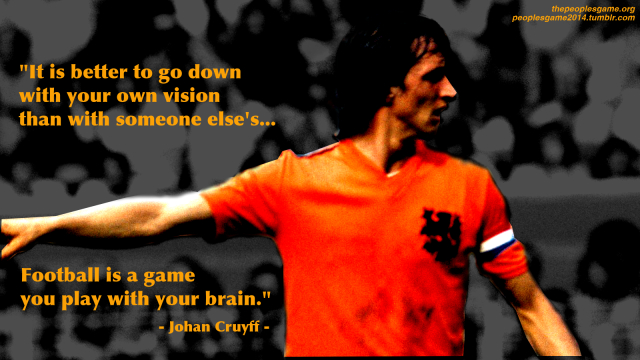 thepeoplesgame.org
peoplesgame2014.tumblr.com
"It is better to go down
with your own vision
than with someone else's...
Football is a game
you play with your brain."
- Johan Cruyff -